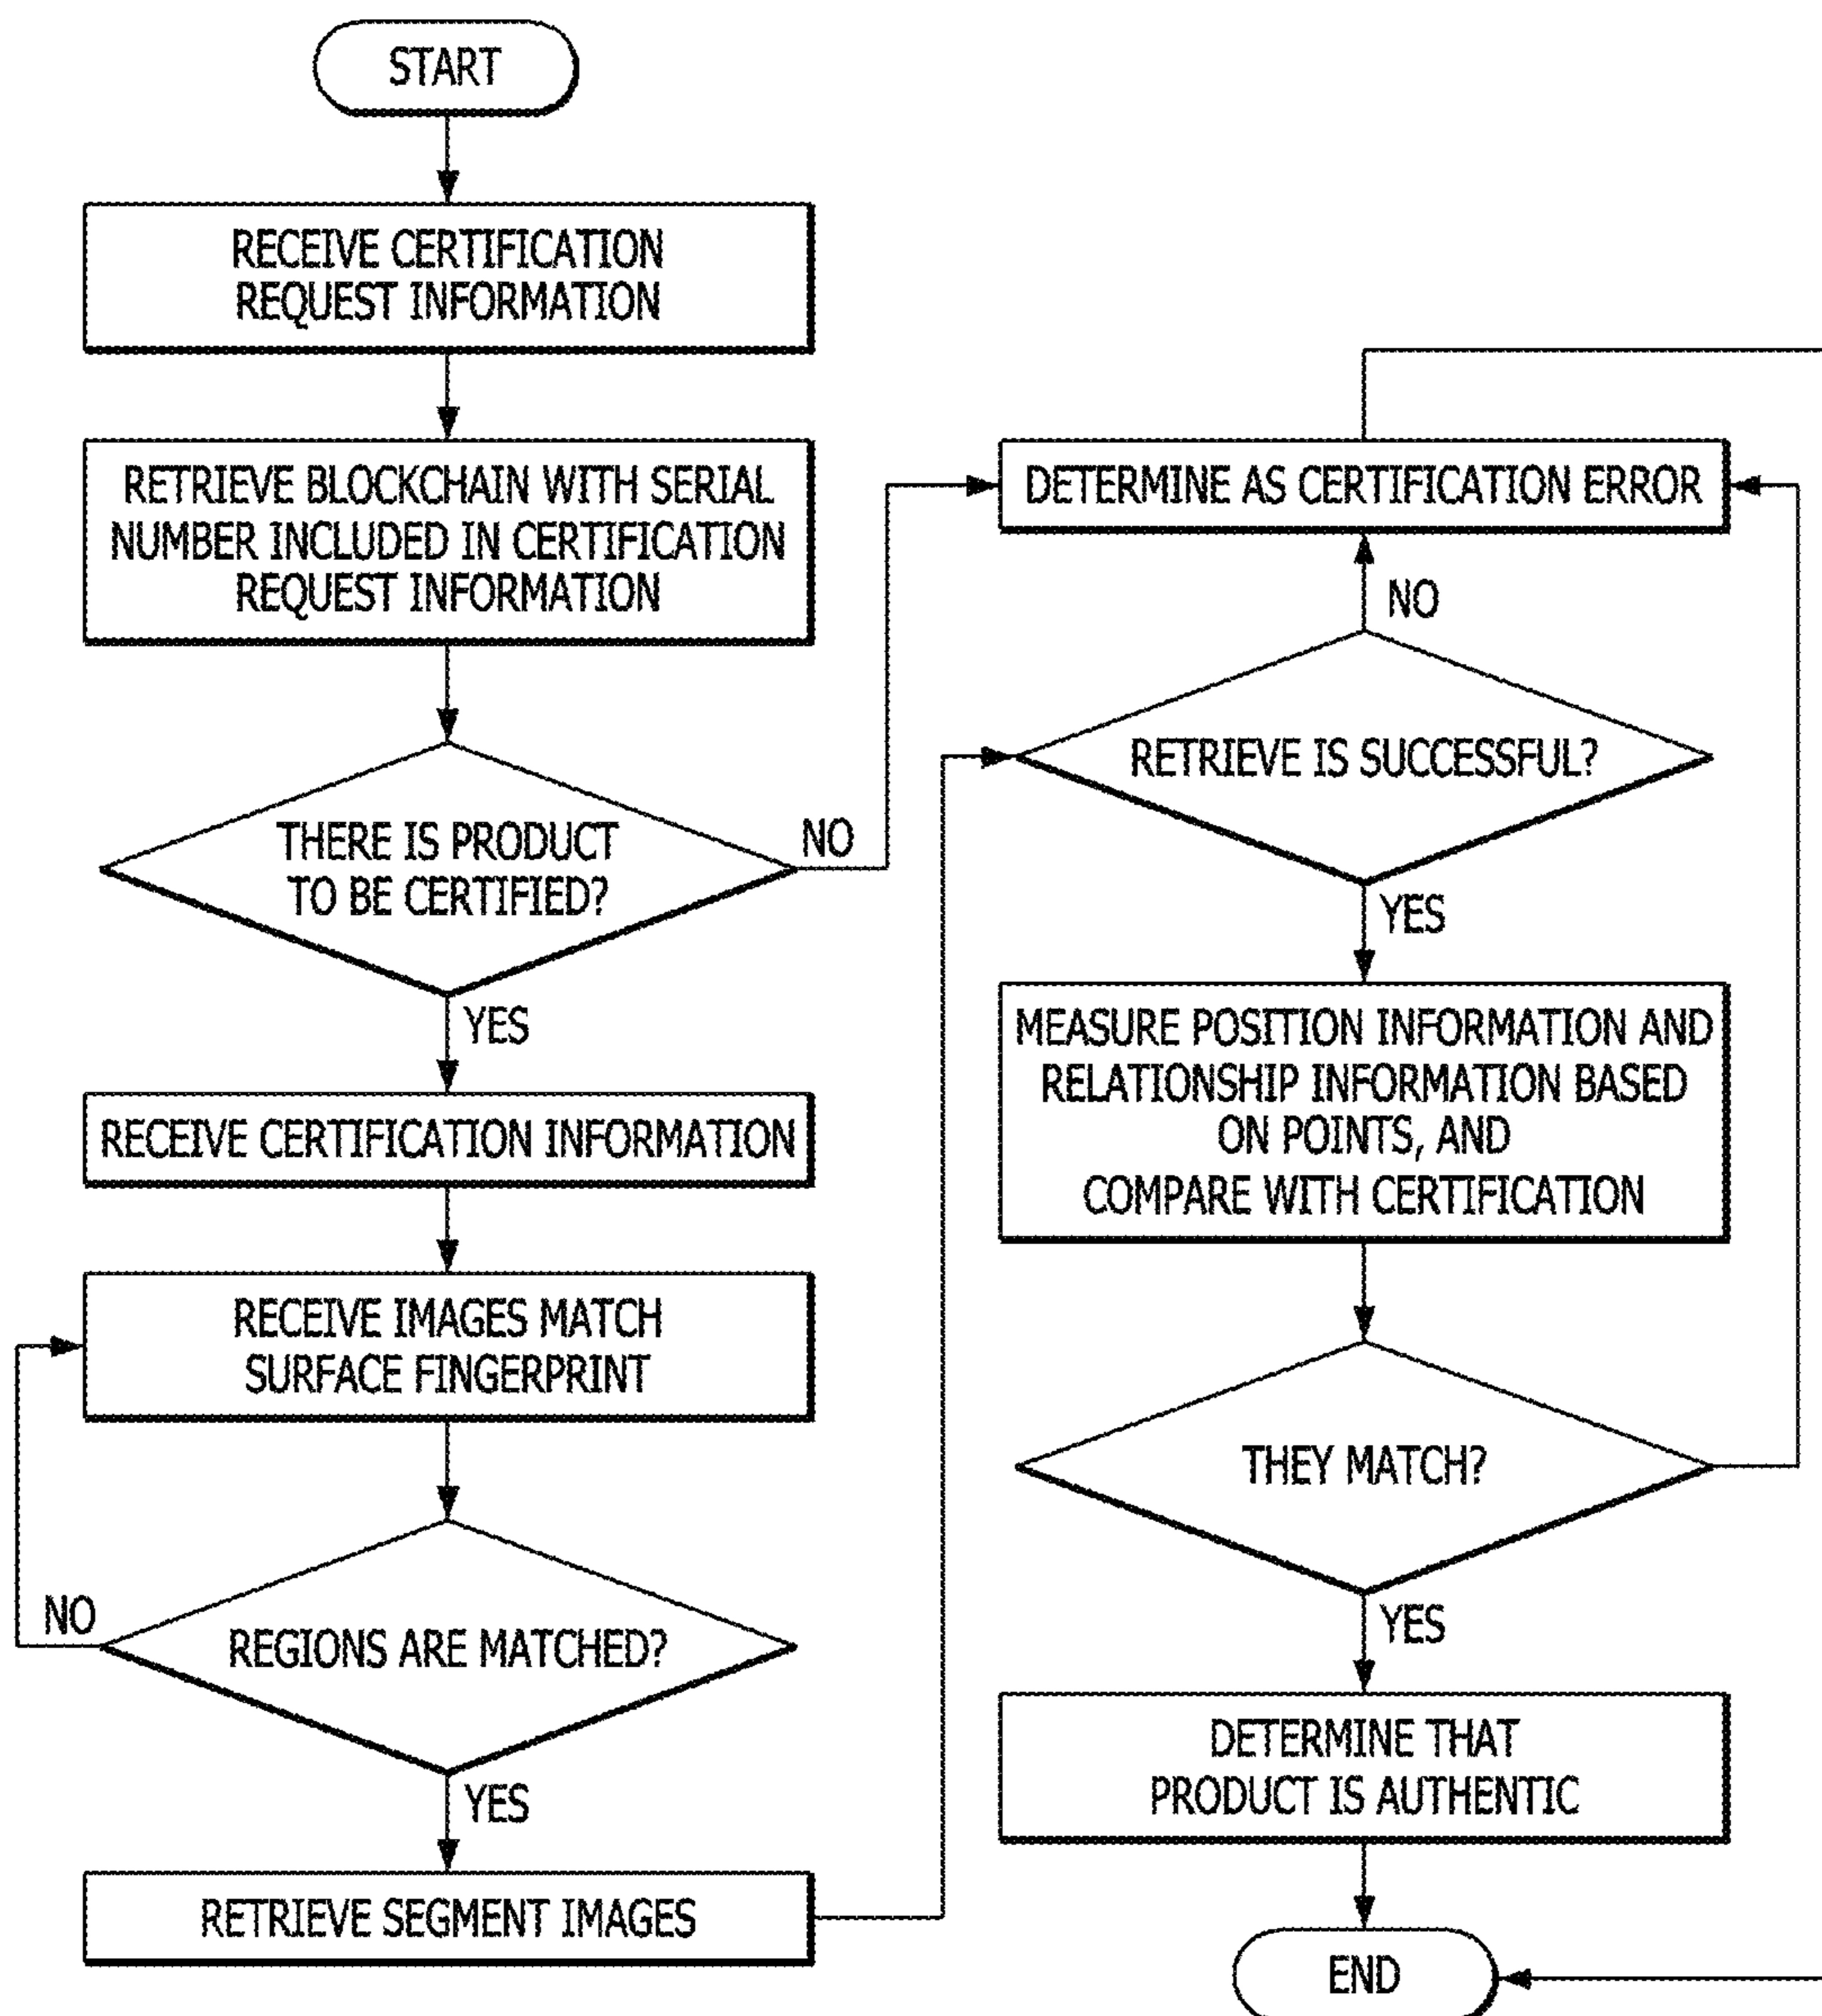 START
RECEIVE CERTIFICATION
REQUEST INFORMATION
RETRIEVE BLOCKCHAIN WITH SERIAL
NUMBER INCLUDED IN CERTIFICATION
REQUEST INFORMATION
THERE IS PRODUCT
TO BE CERTIFIED?
NO
YES
RECEIVE CERTIFICATION INFORMATION
RECEIVE IMAGES MATCH
SURFACE FINGERPRINT
NO
REGIONS ARE MATCHED?
YES
RETRIEVE SEGMENT IMAGES
DETERMINE AS CERTIFICATION ERROR
NO
RETRIEVE IS SUCCESSFUL?
YES
MEASURE POSITION INFORMATION AND
RELATIONSHIP INFORMATION BASED
ON POINTS, AND
COMPARE WITH CERTIFICATION
THEY MATCH?
YES
DETERMINE THAT
PRODUCT IS AUTHENTIC
END